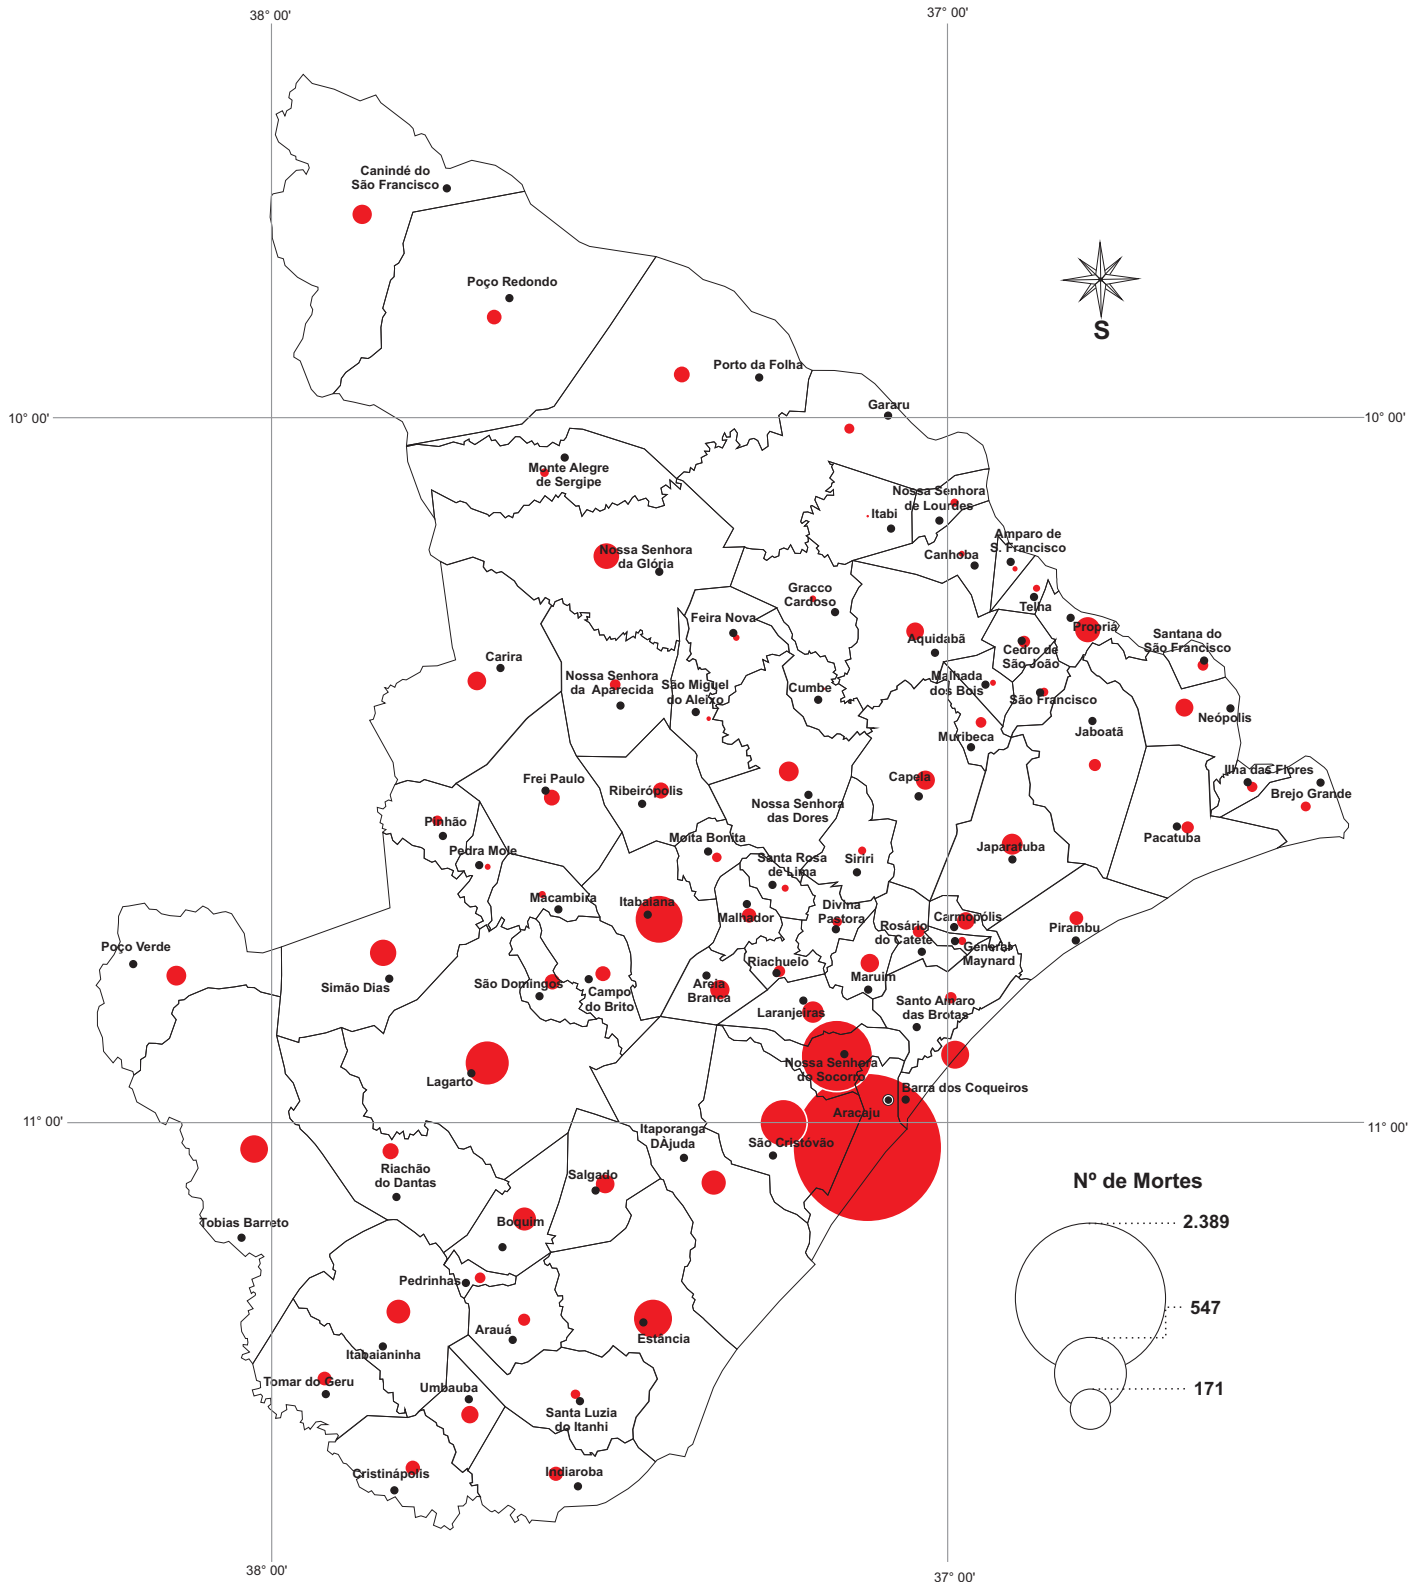 38° 00'
37° 00'
Canindé do
São Francisco
Poço Redondo
S
Porto da Folha
Gararu
10° 00'
10° 00'
Monte Alegre
de Sergipe
Nossa Senhora
de Lourdes
Itabi
Amparo de
S. Francisco
Canhoba
Nossa Senhora
da Glória
Gracco
Cardoso
Telha
Feira Nova
Propriá
Santana do
São Francisco
Aquidabã
Cedro de
São João
Carira
Nossa Senhora
da Aparecida
São Miguel
do Aleixo
Cumbe
Malhada
dos Bois
São Francisco
Neópolis
Jaboatã
Muribeca
Frei Paulo
Ribeirópolis
Capela
Ilha das Flores
Brejo Grande
Nossa Senhora
das Dores
Pinhão
Moita Bonita
Pacatuba
Pedra Mole
Santa Rosa
de Lima
Siriri
Japaratuba
Macambira
Itabaiana
Malhador
Divina
Pastora
Rosário
do Catete
Carmopólis
Pirambu
General
Maynard
Poço Verde
Simão Dias
São Domingos
Campo
do Brito
Riachuelo
Areia
Branca
Maruim
Laranjeiras
Santo Amaro
das Brotas
Lagarto
Nossa Senhora
do Socorro
Barra dos Coqueiros
Aracaju
11° 00'
11° 00'
Itaporanga
DÀjuda
São Cristóvão
Riachão
do Dantas
Salgado
Nº de Mortes
Tobias Barreto
Boquim
2.389
Pedrinhas
547
Arauá
Estância
Itabaianinha
Tomar do Geru
Umbauba
171
Santa Luzia
do Itanhi
Cristinápolis
Indiaroba
38° 00'
37° 00'